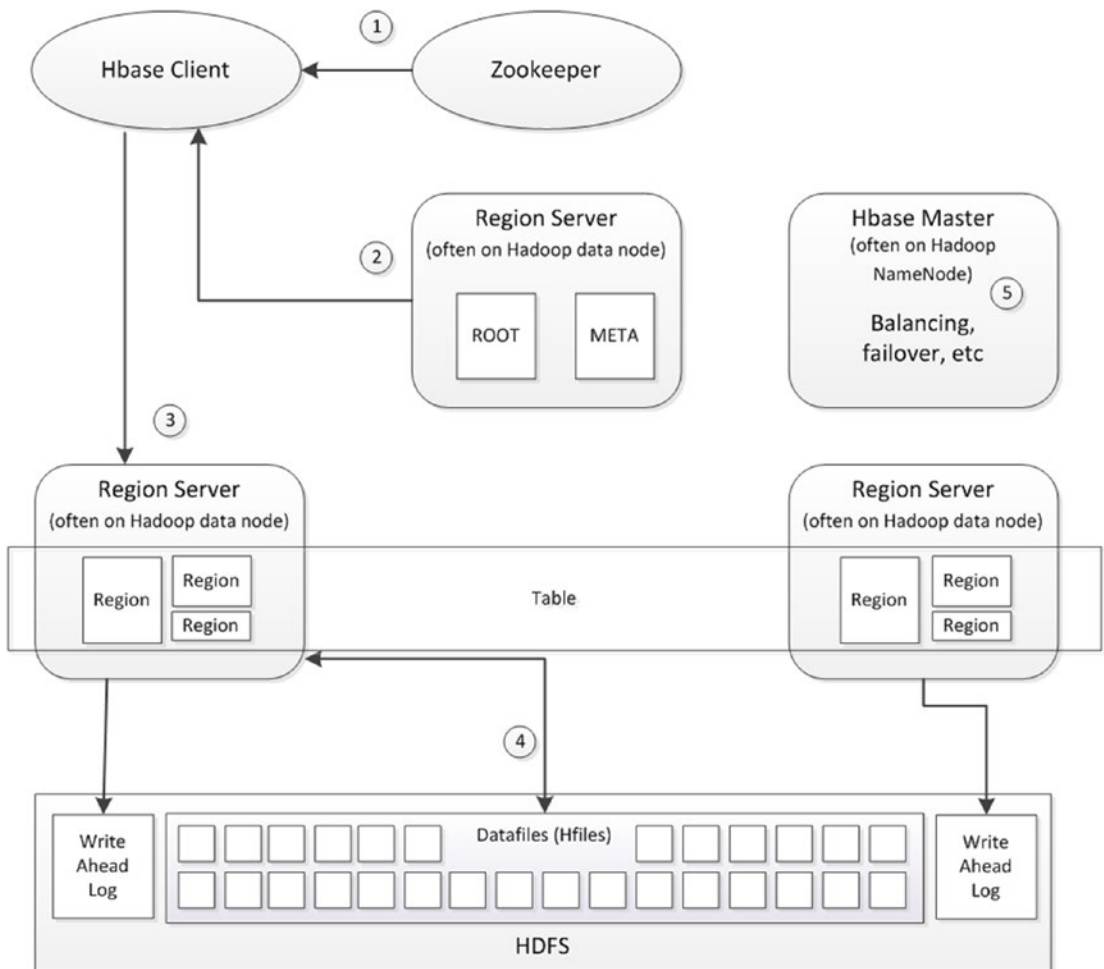 1
Hbase Client
Zookeeper
Region Server
(often on Hadoop data node)
2
ROOT
META
Hbase Master
(often on Hadoop
NameNode)
5
Balancing,
failover, etc
3
Region Server
(often on Hadoop data node)
Region
Region
Region
Table
Region Server
(often on Hadoop data node)
Region
Region
Region
4
Write
Ahead
Log
Datafiles (Hfiles)
Write
Ahead
Log
HDFS